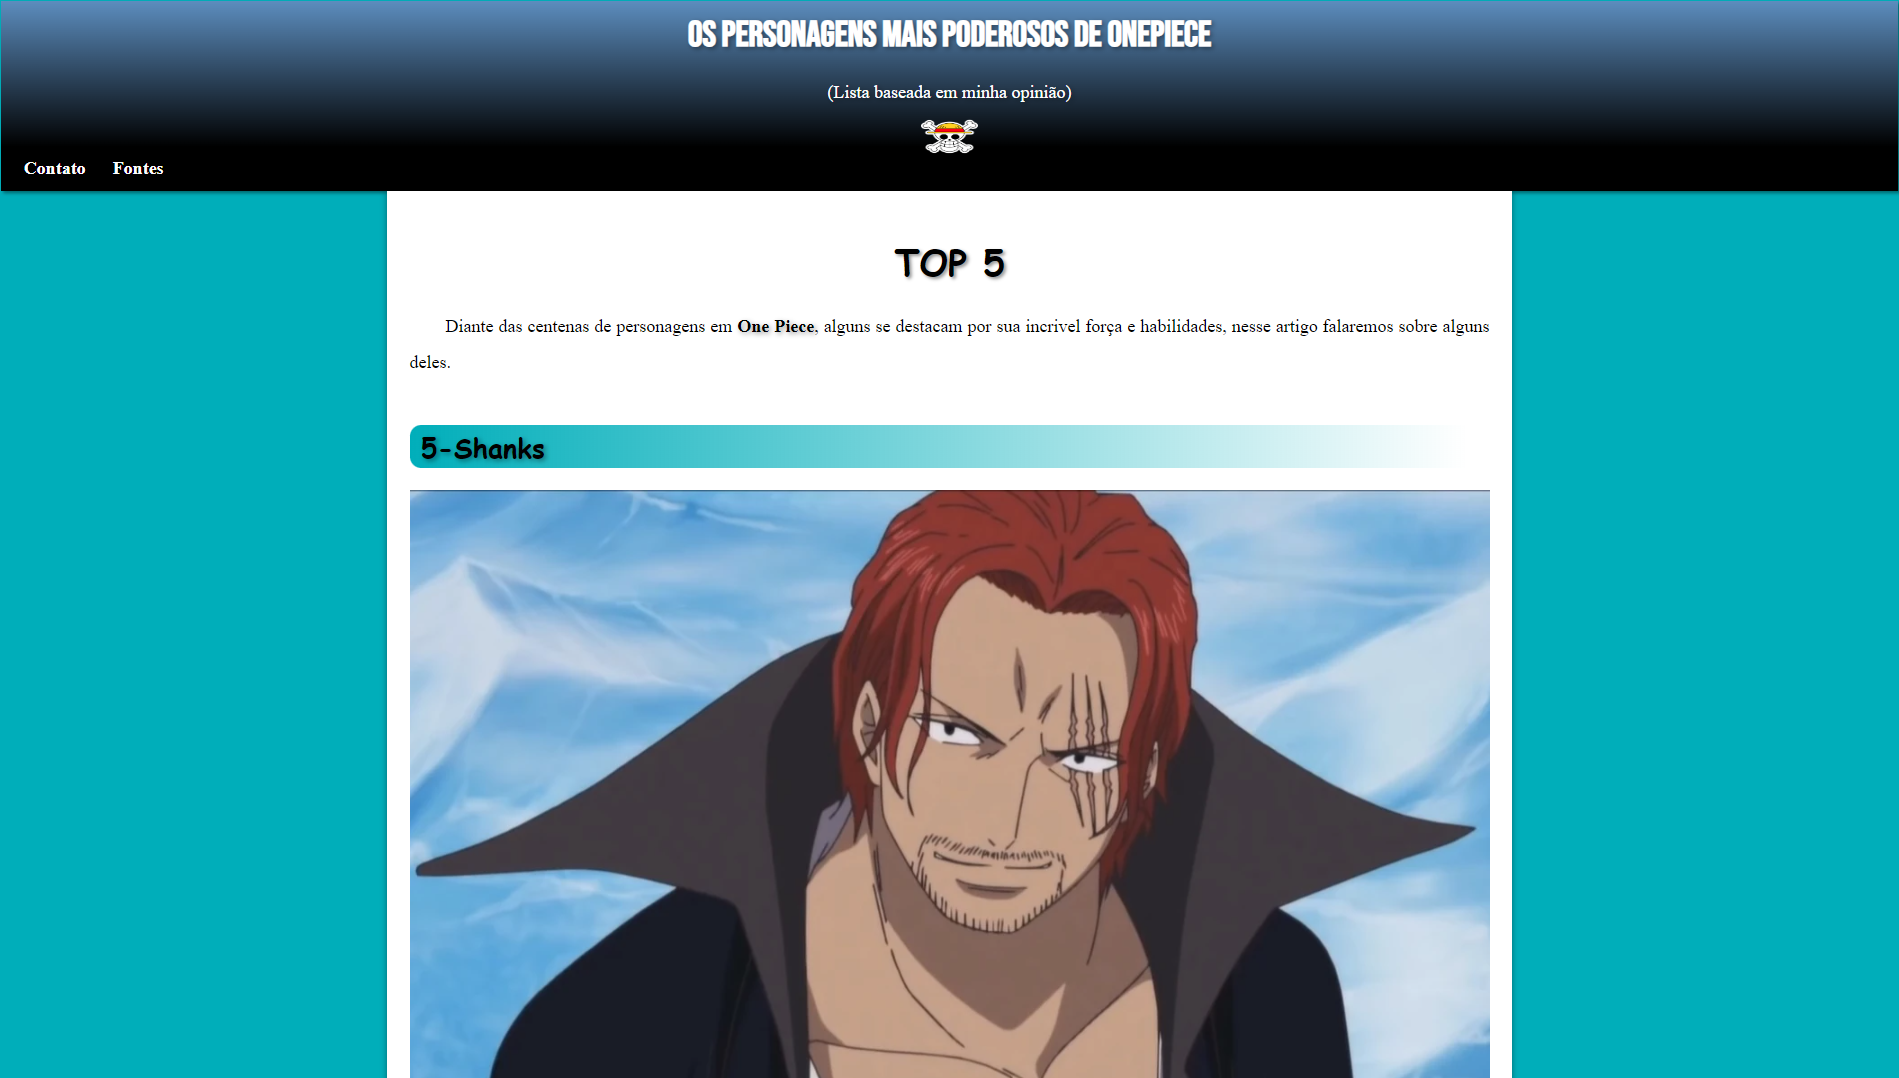 OS PERSONAGENS MAIS PODEROSOS DE ONEPIECE
(Lista baseada em minha opinião)
Contato Fontes
TOP 5
Diante das centenas de personagens em One Piece, alguns se destacam por sua incrivel força e habilidades, nesse artigo falaremos sobre alguns
deles.
5-Shanks